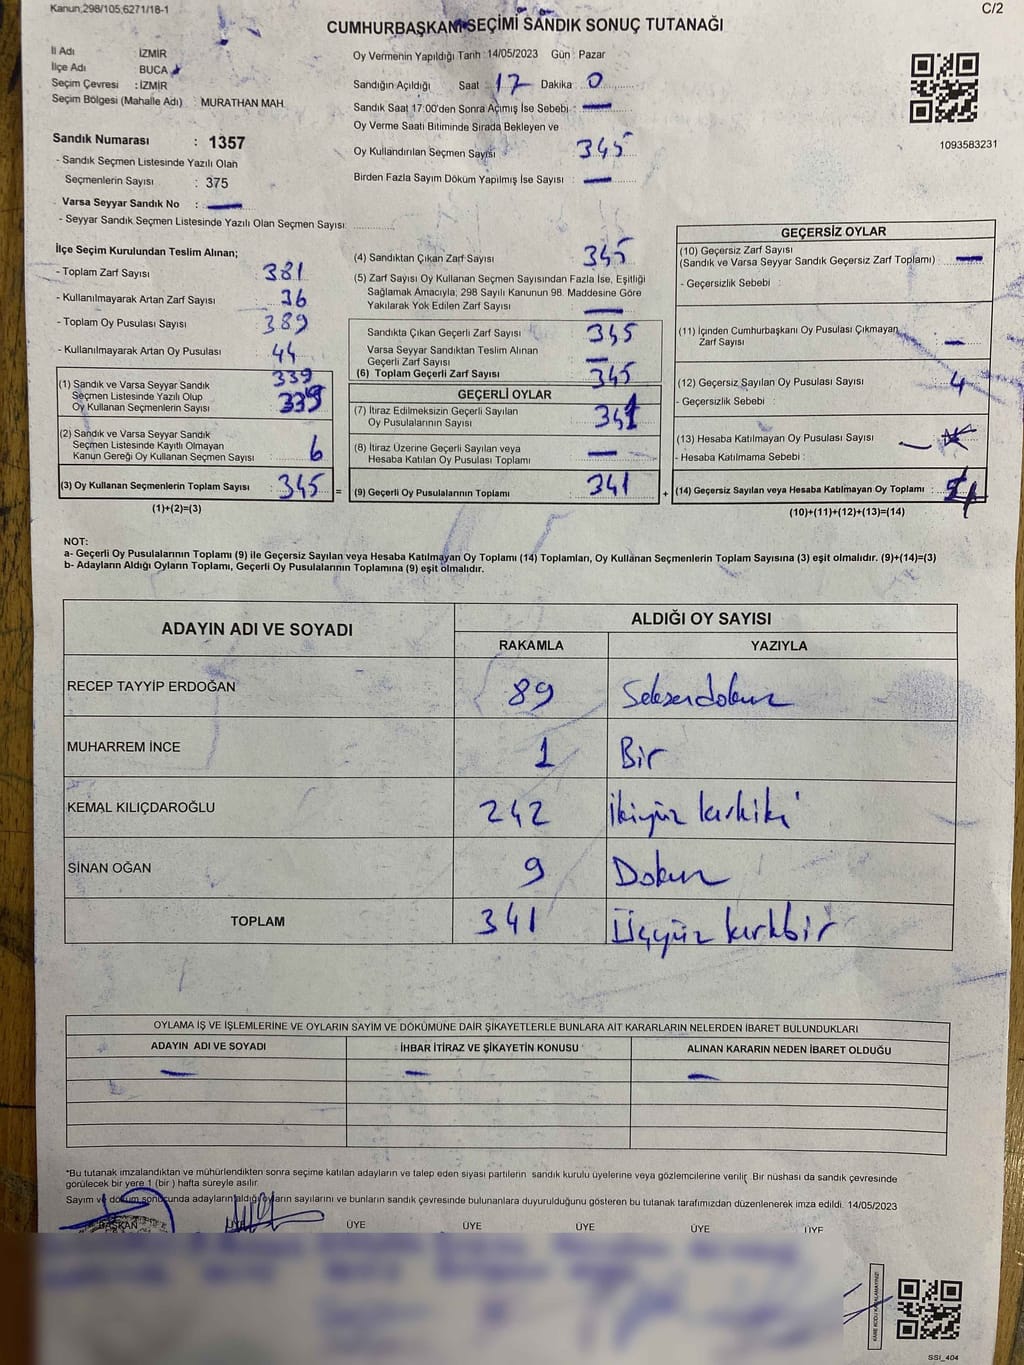 Kanun;298/105;6271/18-1
C/2
CUMHURBAŞKANI SEÇİMİ SANDIK SONUÇ TUTANAĞI
İl Adı İZMİR
İlçe Adı BUCA
Seçim Çevresi : İZMİR
Seçim Bölgesi (Mahalle Adı) MURATHAN MAH.
Oy Vermenin Yapıldığı Tarih :14/05/2023 Gün : Pazar
Sandığın Açıldığı Saat 17 Dakika : 0
Sandık Saat 17:00'den Sonra Açmış İse Sebebi : —
Oy Verme Saati Bitiminde Sırada Bekleyen ve
Oy Kullandırılan Seçmen Sayısı 345
Birden Fazla Sayım Döküm Yapılmış İse Sayısı : —
1093583231
Sandık Numarası : 1357
- Sandık Seçmen Listesinde Yazılı Olan
Seçmenlerin Sayısı : 375
Varsa Seyyar Sandık No : —
- Seyyar Sandık Seçmen Listesinde Yazılı Olan Seçmen Sayısı:
İlçe Seçim Kurulundan Teslim Alınan;
- Toplam Zarf Sayısı 381
- Kullanılmayarak Artan Zarf Sayısı : 36
- Toplam Oy Pusulası Sayısı : 389
- Kullanılmayarak Artan Oy Pusulası : 44
339
(1) Sandık ve Varsa Seyyar Sandık
Seçmen Listesinde Yazılı Olup
Oy Kullanan Seçmenlerin Sayısı : 339
(2) Sandık ve Varsa Seyyar Sandık
Seçmen Listesinde Kayıtlı Olmayan
Kanun Gereği Oy Kullanan Seçmen Sayısı : 6
(3) Oy Kullanan Seçmenlerin Toplam Sayısı : 345 =
(1)+(2)=(3)
(4) Sandıktan Çıkan Zarf Sayısı 345
(5) Zarf Sayısı Oy Kullanan Seçmen Sayısından Fazla İse, Eşitliği
Sağlamak Amacıyla; 298 Sayılı Kanunun 98. Maddesine Göre
Yakılarak Yok Edilen Zarf Sayısı —
Sandıkta Çıkan Geçerli Zarf Sayısı 345
Varsa Seyyar Sandıktan Teslim Alınan
Geçerli Zarf Sayısı —
(6) Toplam Geçerli Zarf Sayısı 345
GEÇERLİ OYLAR
(7) İtiraz Edilmeksizin Geçerli Sayılan
Oy Pusulalarının Sayısı : 341
(8) İtiraz Üzerine Geçerli Sayılan veya
Hesaba Katılan Oy Pusulası Toplamı —
(9) Geçerli Oy Pusulalarının Toplamı : 341 +
GEÇERSİZ OYLAR
(10) Geçersiz Zarf Sayısı
(Sandık ve Varsa Seyyar Sandık Geçersiz Zarf Toplamı) : —
- Geçersizlik Sebebi :
(11) İçinden Cumhurbaşkanı Oy Pusulası Çıkmayan
Zarf Sayısı —
(12) Geçersiz Sayılan Oy Pusulası Sayısı : 4
- Geçersizlik Sebebi :
(13) Hesaba Katılmayan Oy Pusulası Sayısı : —
- Hesaba Katılmama Sebebi :
(14) Geçersiz Sayılan veya Hesaba Katılmayan Oy Toplamı : 4
(10)+(11)+(12)+(13)=(14)
NOT:
a- Geçerli Oy Pusulalarının Toplamı (9) ile Geçersiz Sayılan veya Hesaba Katılmayan Oy Toplamı (14) Toplamları, Oy Kullanan Seçmenlerin Toplam Sayısına (3) eşit olmalıdır. (9)+(14)=(3)
b- Adayların Aldığı Oyların Toplamı, Geçerli Oy Pusulalarının Toplamına (9) eşit olmalıdır.
ADAYIN ADI VE SOYADI ALDIĞI OY SAYISI
RAKAMLA YAZIYLA
RECEP TAYYİP ERDOĞAN 89 Seksendokuz
MUHARREM İNCE 1 Bir
KEMAL KILIÇDAROĞLU 242 İkiyüz kırkiki
SİNAN OĞAN 9 Dokuz
TOPLAM 341 Üçyüz kırkbir
OYLAMA İŞ VE İŞLEMLERİNE VE OYLARIN SAYIM VE DÖKÜMÜNE DAİR ŞİKAYETLERLE BUNLARA AİT KARARLARIN NELERDEN İBARET BULUNDUKLARI
ADAYIN ADI VE SOYADI İHBAR İTİRAZ VE ŞİKAYETİN KONUSU ALINAN KARARIN NEDEN İBARET OLDUĞU
— — —
*Bu tutanak imzalandıktan ve mühürlendikten sonra seçime katılan adayların ve talep eden siyasi partilerin sandık kurulu üyelerine veya gözlemcilerine verilir. Bir nüshası da sandık çevresinde
görülecek bir yere 1 (bir ) hafta süreyle asılır.
Sayım ve döküm sonucunda adayların aldığı oyların sayılarını ve bunların sandık çevresinde bulunanlara duyurulduğunu gösteren bu tutanak tarafımızdan düzenlenerek imza edildi. 14/05/2023
BAŞKAN ÜYE ÜYE ÜYE ÜYE ÜYE ÜYE
KARE KODU KARALAMAYINIZ!
SSI_404